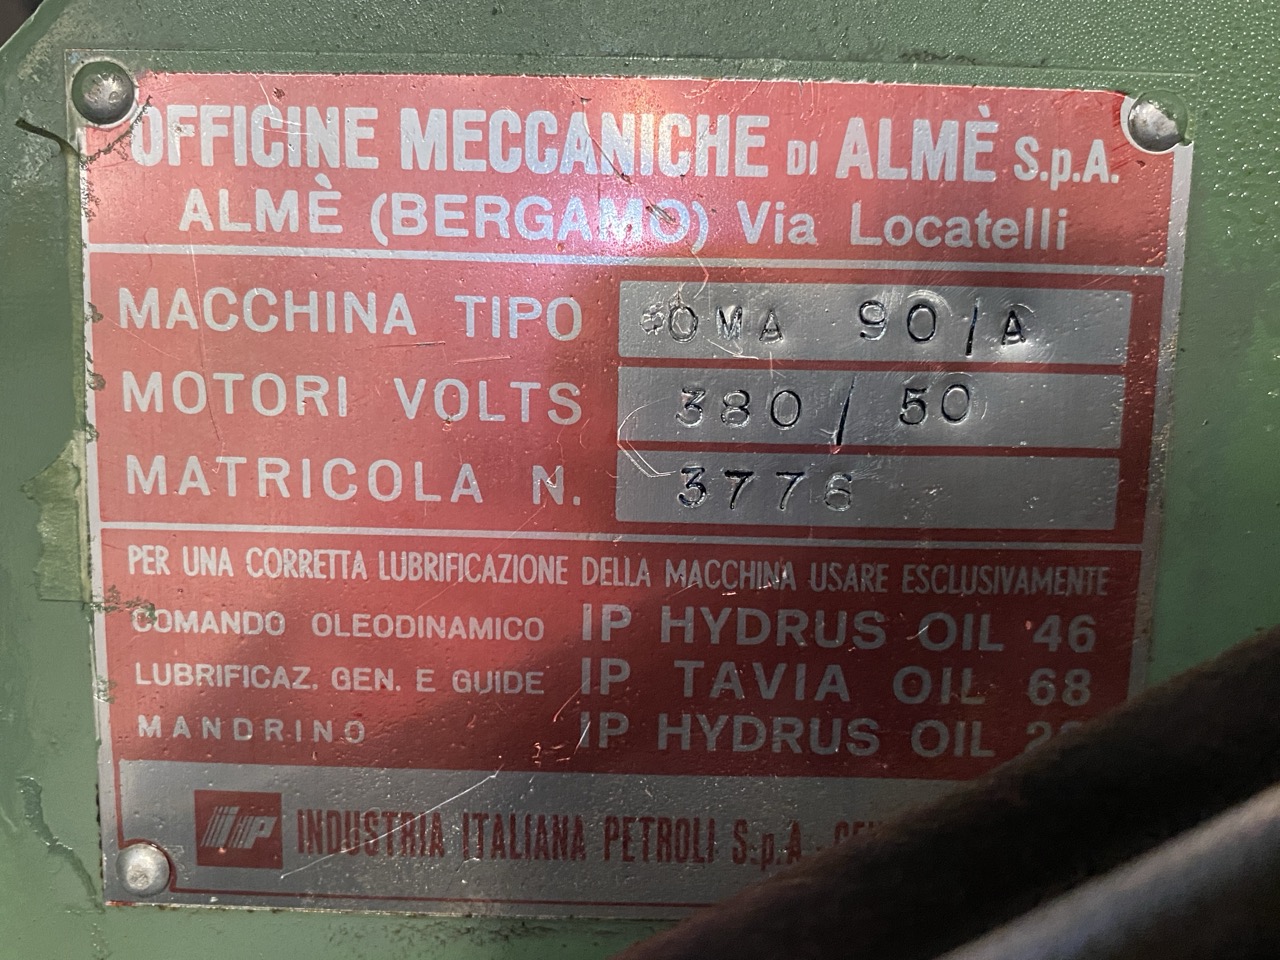 OFFICINE MECCANICHE DI ALMÈ S.p.A.
ALMÈ (BERGAMO) Via Locatelli
MACCHINA TIPO OMA 90/A
MOTORI VOLTS 380/50
MATRICOLA N. 3776
PER UNA CORRETTA LUBRIFICAZIONE DELLA MACCHINA USARE ESCLUSIVAMENTE
COMANDO OLEODINAMICO IP HYDRUS OIL 46
LUBRIFICAZ. GEN. E GUIDE IP TAVIA OIL 68
MANDRINO IP HYDRUS OIL
IP INDUSTRIA ITALIANA PETROLI S.p.A.